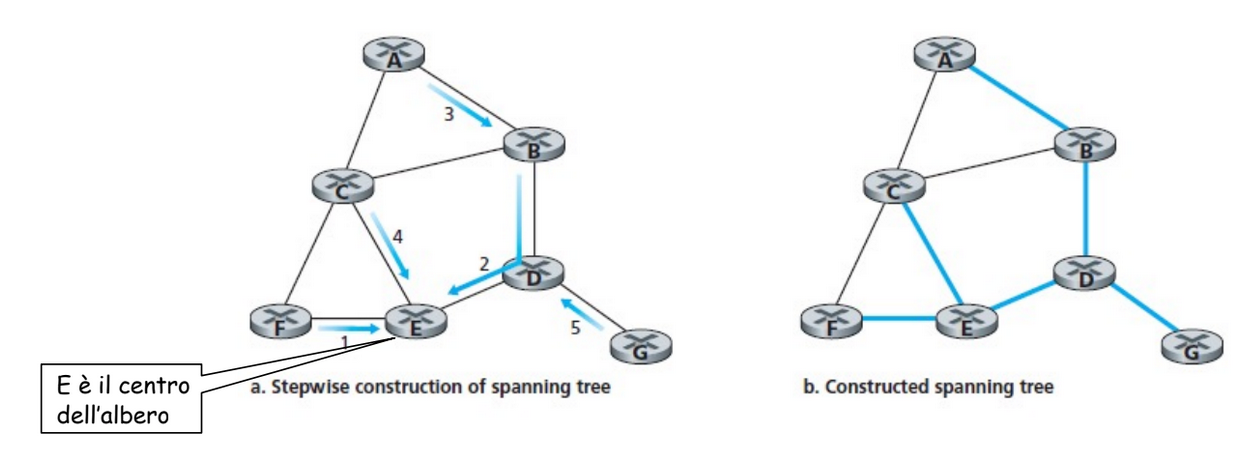 A
3
B
C
4
2
D
F
E
1
5
G
E è il centro
dell'albero
a. Stepwise construction of spanning tree
A
B
C
D
F
E
G
b. Constructed spanning tree